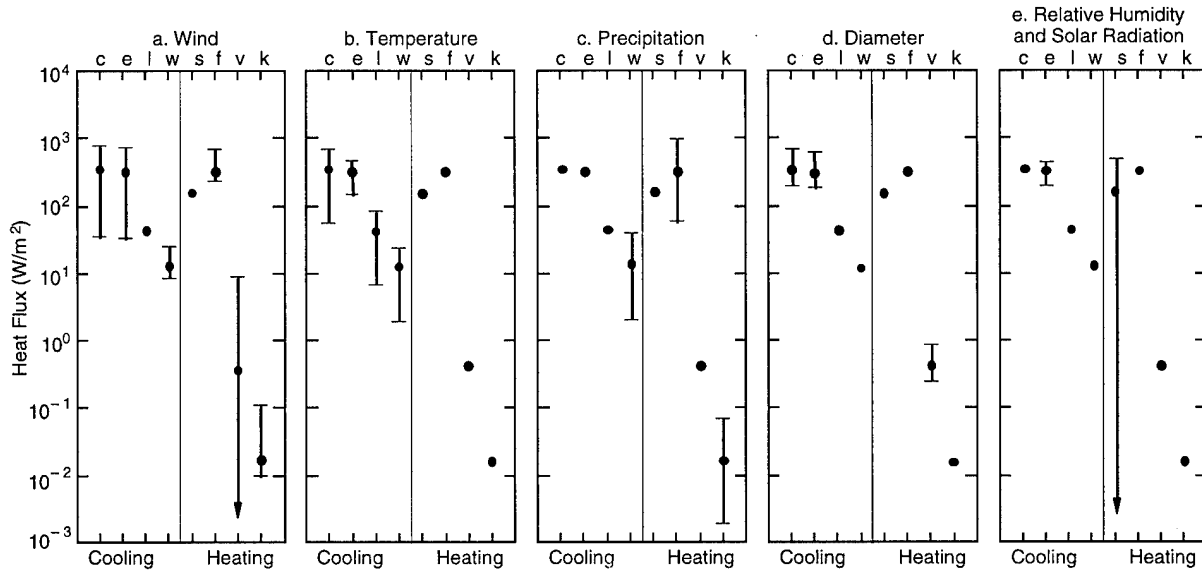 e. Relative Humidity
a. Wind b. Temperature c. Precipitation d. Diameter and Solar Radiation
c e l w s f v k c e l w s f v k c e l w s f v k c e l w s f v k c e l w s f v k
10⁴
10³
10²
10¹
10⁰
10⁻¹
10⁻²
10⁻³
Heat Flux (W/m²)
Cooling Heating Cooling Heating Cooling Heating Cooling Heating Cooling Heating